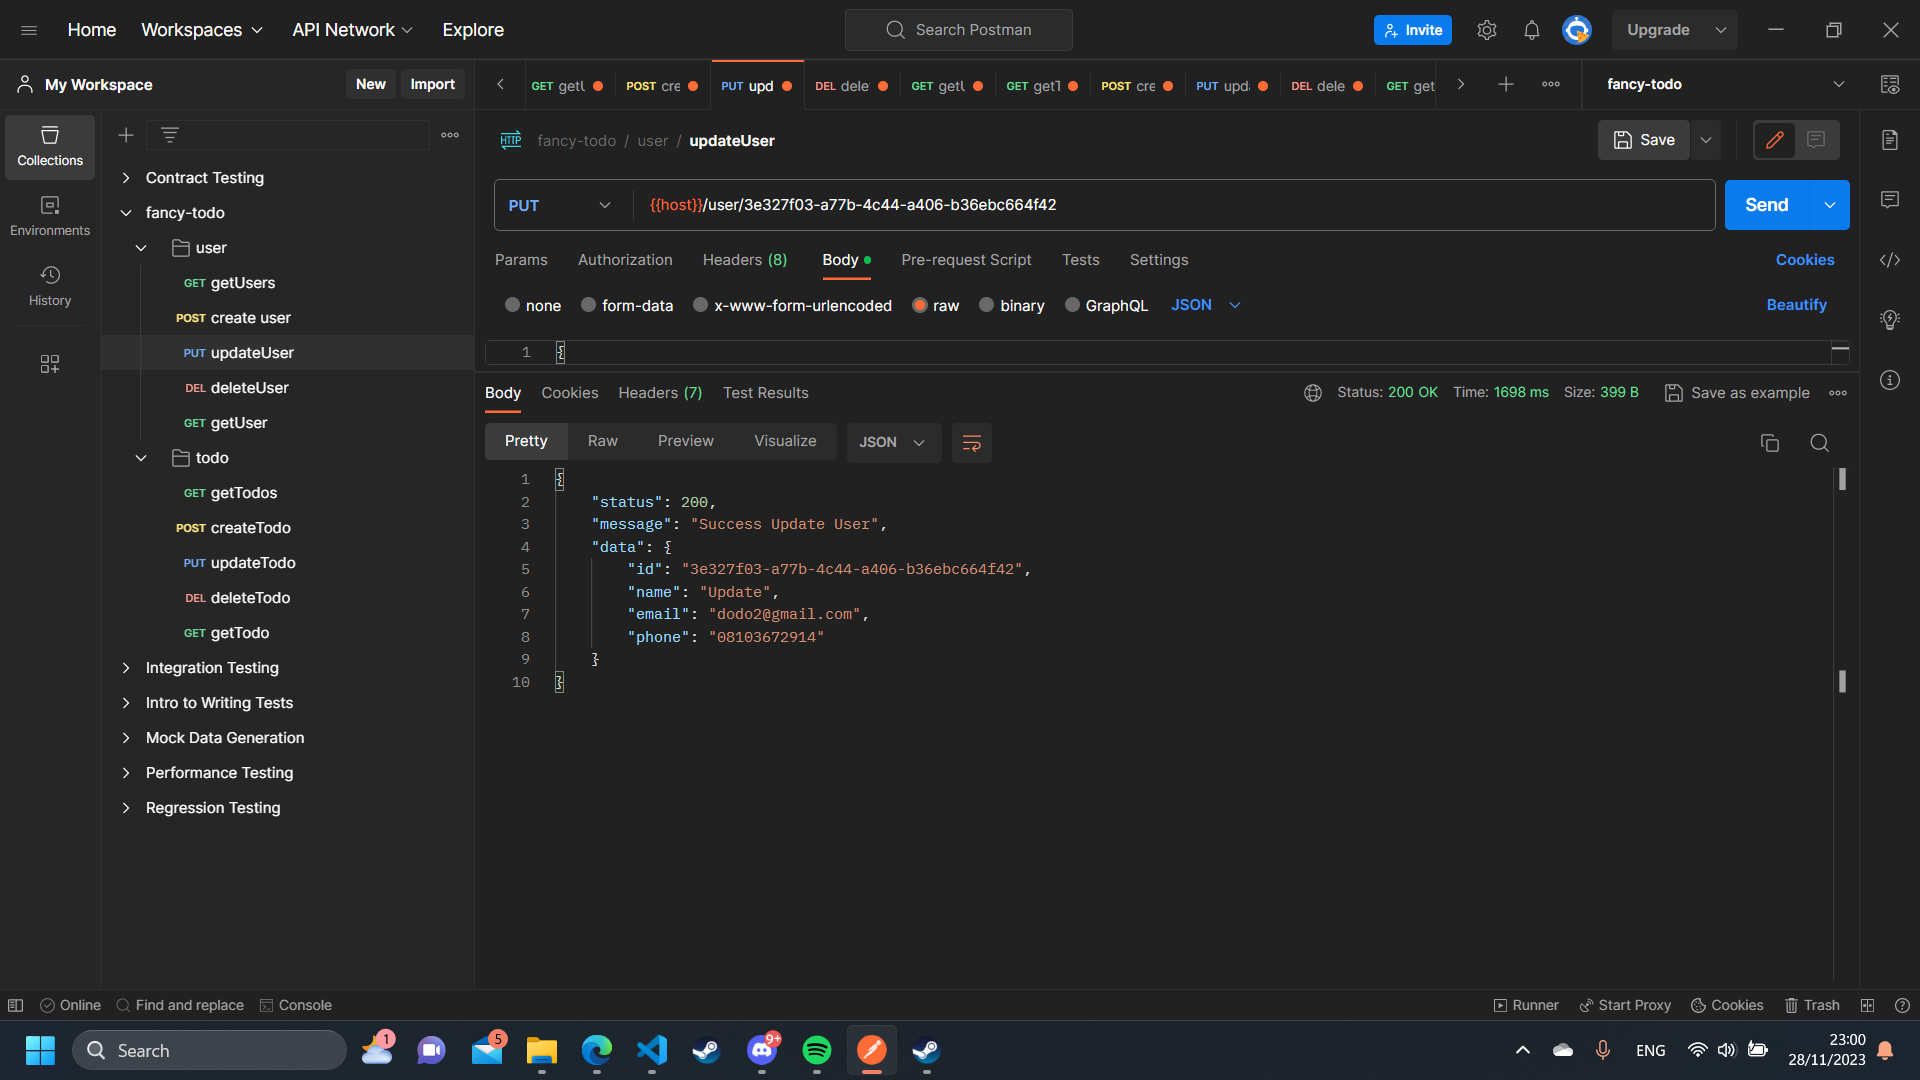 Home
Workspaces
API Network
Explore
Search Postman
Invite
Upgrade
My Workspace
New
Import
GET getU
POST cre
PUT upd
DEL dele
GET getU
GET getT
POST cre
PUT upda
DEL dele
GET get
fancy-todo
Collections
Environments
History
Contract Testing
fancy-todo
user
GET getUsers
POST create user
PUT updateUser
DEL deleteUser
GET getUser
todo
GET getTodos
POST createTodo
PUT updateTodo
DEL deleteTodo
GET getTodo
Integration Testing
Intro to Writing Tests
Mock Data Generation
Performance Testing
Regression Testing
HTTP fancy-todo / user / updateUser
Save
PUT {{host}}/user/3e327f03-a77b-4c44-a406-b36ebc664f42
Send
Params Authorization Headers (8) Body Pre-request Script Tests Settings Cookies
none form-data x-www-form-urlencoded raw binary GraphQL JSON Beautify
1 {
Body Cookies Headers (7) Test Results Status: 200 OK Time: 1698 ms Size: 399 B Save as example
Pretty Raw Preview Visualize JSON
1 {
2 "status": 200,
3 "message": "Success Update User",
4 "data": {
5 "id": "3e327f03-a77b-4c44-a406-b36ebc664f42",
6 "name": "Update",
7 "email": "dodo2@gmail.com",
8 "phone": "08103672914"
9 }
10 }
Online Find and replace Console Runner Start Proxy Cookies Trash
Search
1
5
9+
ENG
23:00
28/11/2023